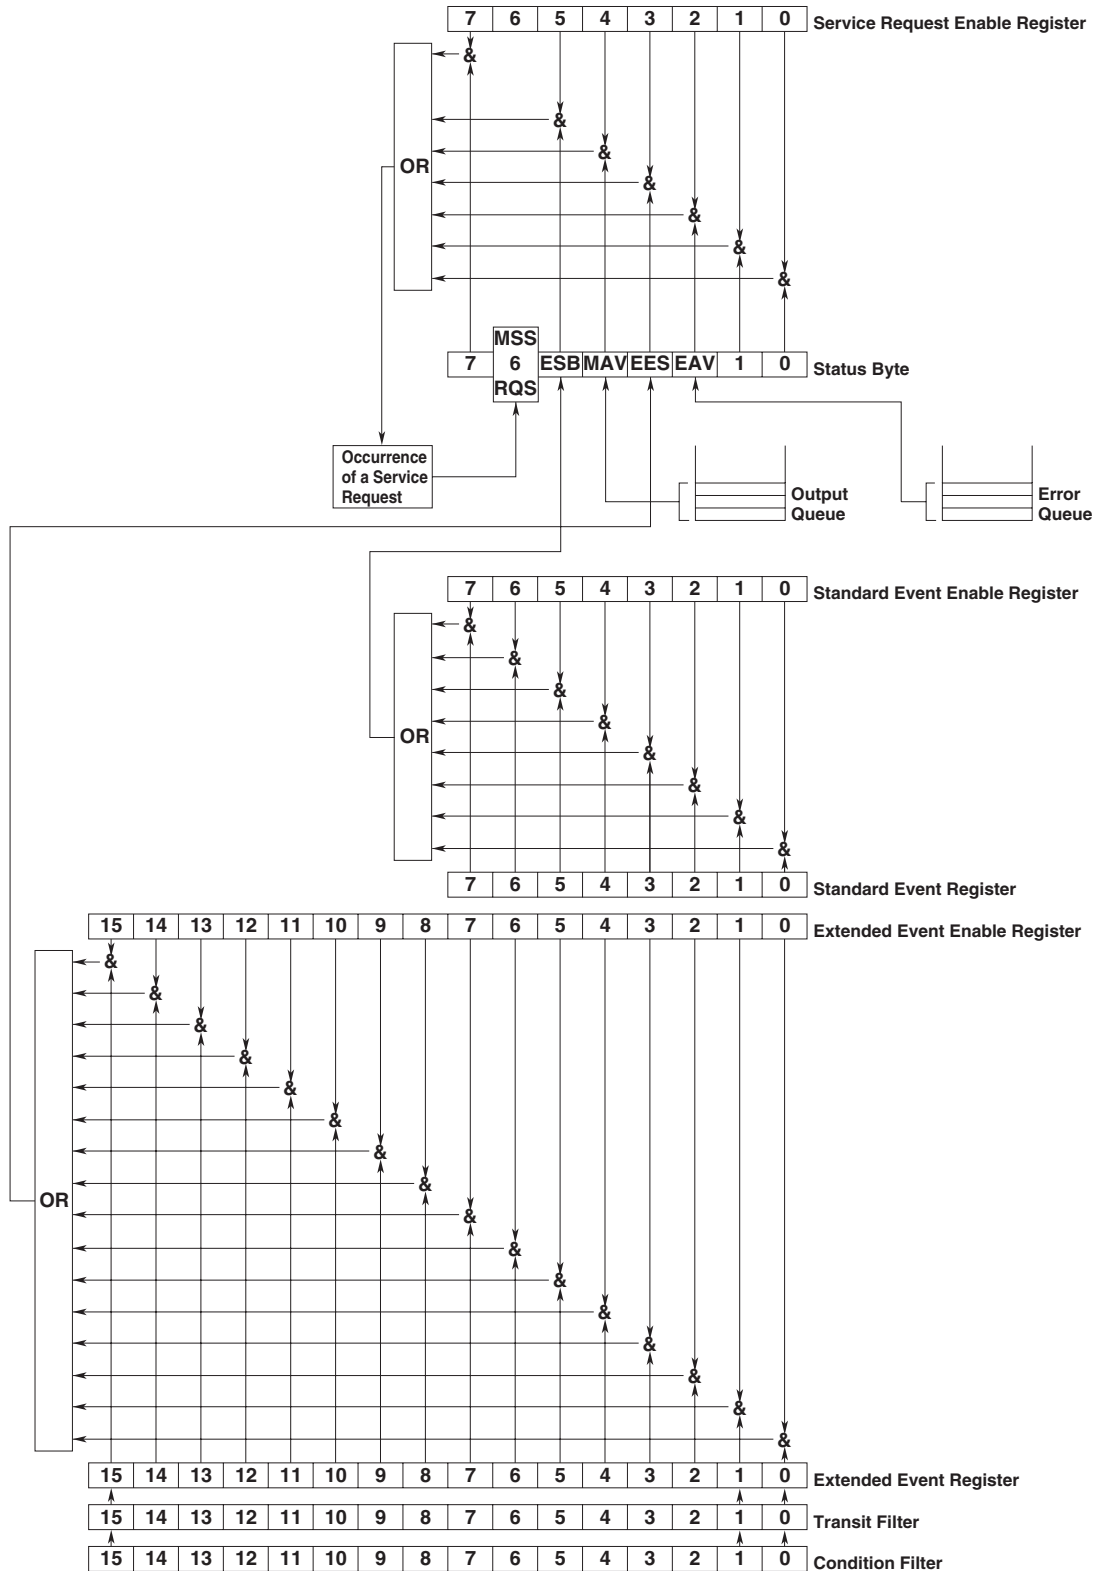 7 6 5 4 3 2 1 0 Service Request Enable Register
&
&
&
OR
&
&
&
&
MSS
7 6 ESB MAV EES EAV 1 0 Status Byte
RQS
Occurrence
of a Service
Request
Output
Queue
Error
Queue
7 6 5 4 3 2 1 0 Standard Event Enable Register
&
&
&
&
OR
&
&
&
&
7 6 5 4 3 2 1 0 Standard Event Register
15 14 13 12 11 10 9 8 7 6 5 4 3 2 1 0 Extended Event Enable Register
&
&
&
&
&
&
&
&
OR
&
&
&
&
&
&
&
&
15 14 13 12 11 10 9 8 7 6 5 4 3 2 1 0 Extended Event Register
15 14 13 12 11 10 9 8 7 6 5 4 3 2 1 0 Transit Filter
15 14 13 12 11 10 9 8 7 6 5 4 3 2 1 0 Condition Filter